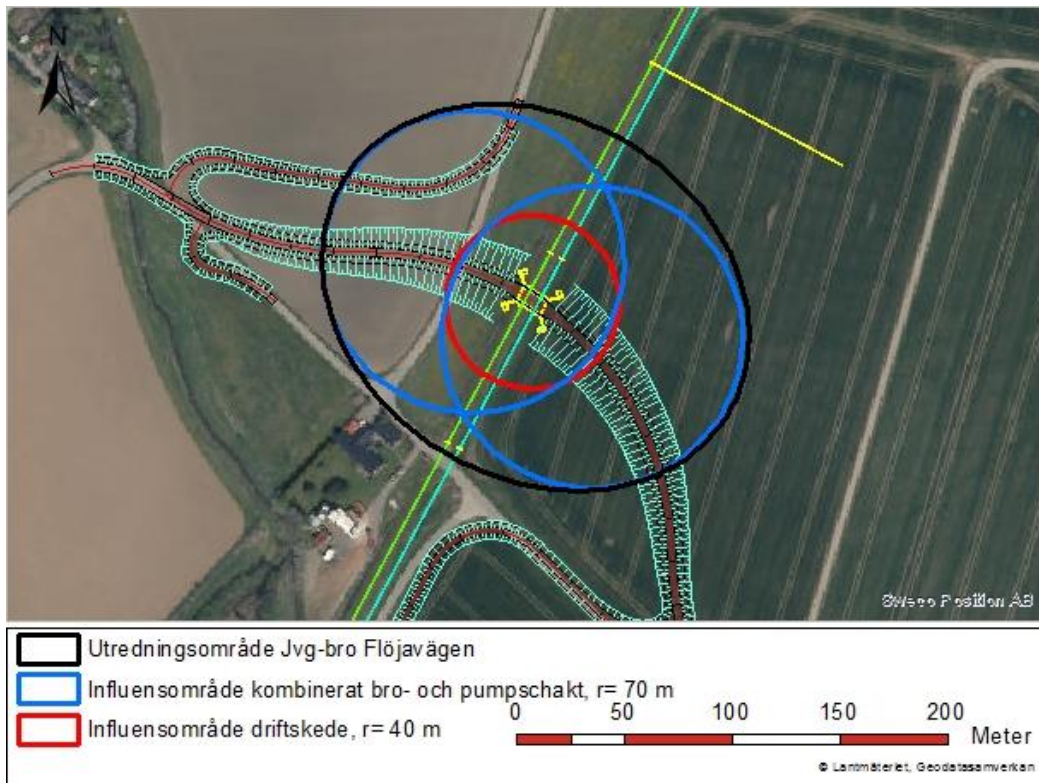 N
Sweco Position AB
Utredningsområde Jvg-bro Flöjavägen
Influensområde kombinerat bro- och pumpschakt, r= 70 m
Influensområde driftskede, r= 40 m
0 50 100 150 200
Meter
© Lantmäteriet, Geodatasamverkan